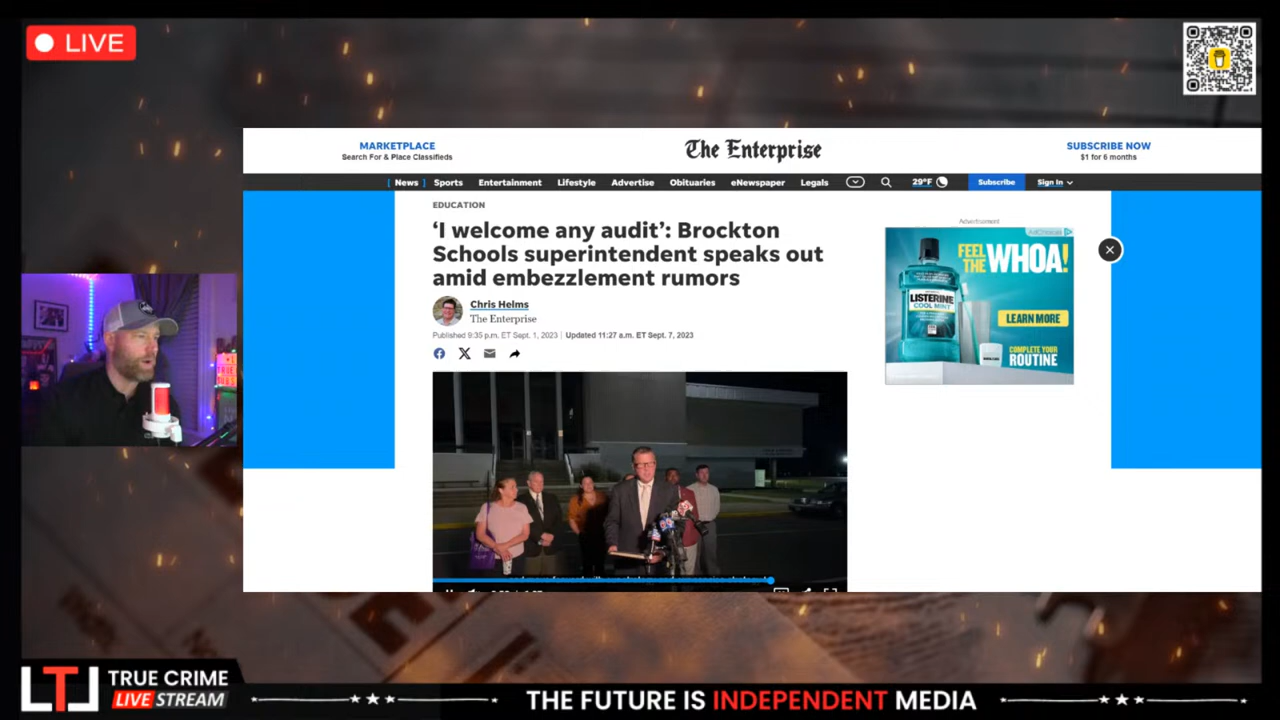 LIVE
MARKETPLACE
Search For & Place Classifieds
The Enterprise
SUBSCRIBE NOW
$1 for 6 months
[ News ] Sports Entertainment Lifestyle Advertise Obituaries eNewspaper Legals 29°F Subscribe Sign In
EDUCATION
‘I welcome any audit’: Brockton
Schools superintendent speaks out
amid embezzlement rumors
Chris Helms
The Enterprise
Published 9:35 p.m. ET Sept. 1, 2023 | Updated 11:27 a.m. ET Sept. 7, 2023
Advertisement
AdChoices
FEEL
THE WHOA!
LISTERINE
COOL MINT
LEARN MORE
COMPLETE YOUR
ROUTINE
LTL
TRUE CRIME
LIVE STREAM
THE FUTURE IS INDEPENDENT MEDIA